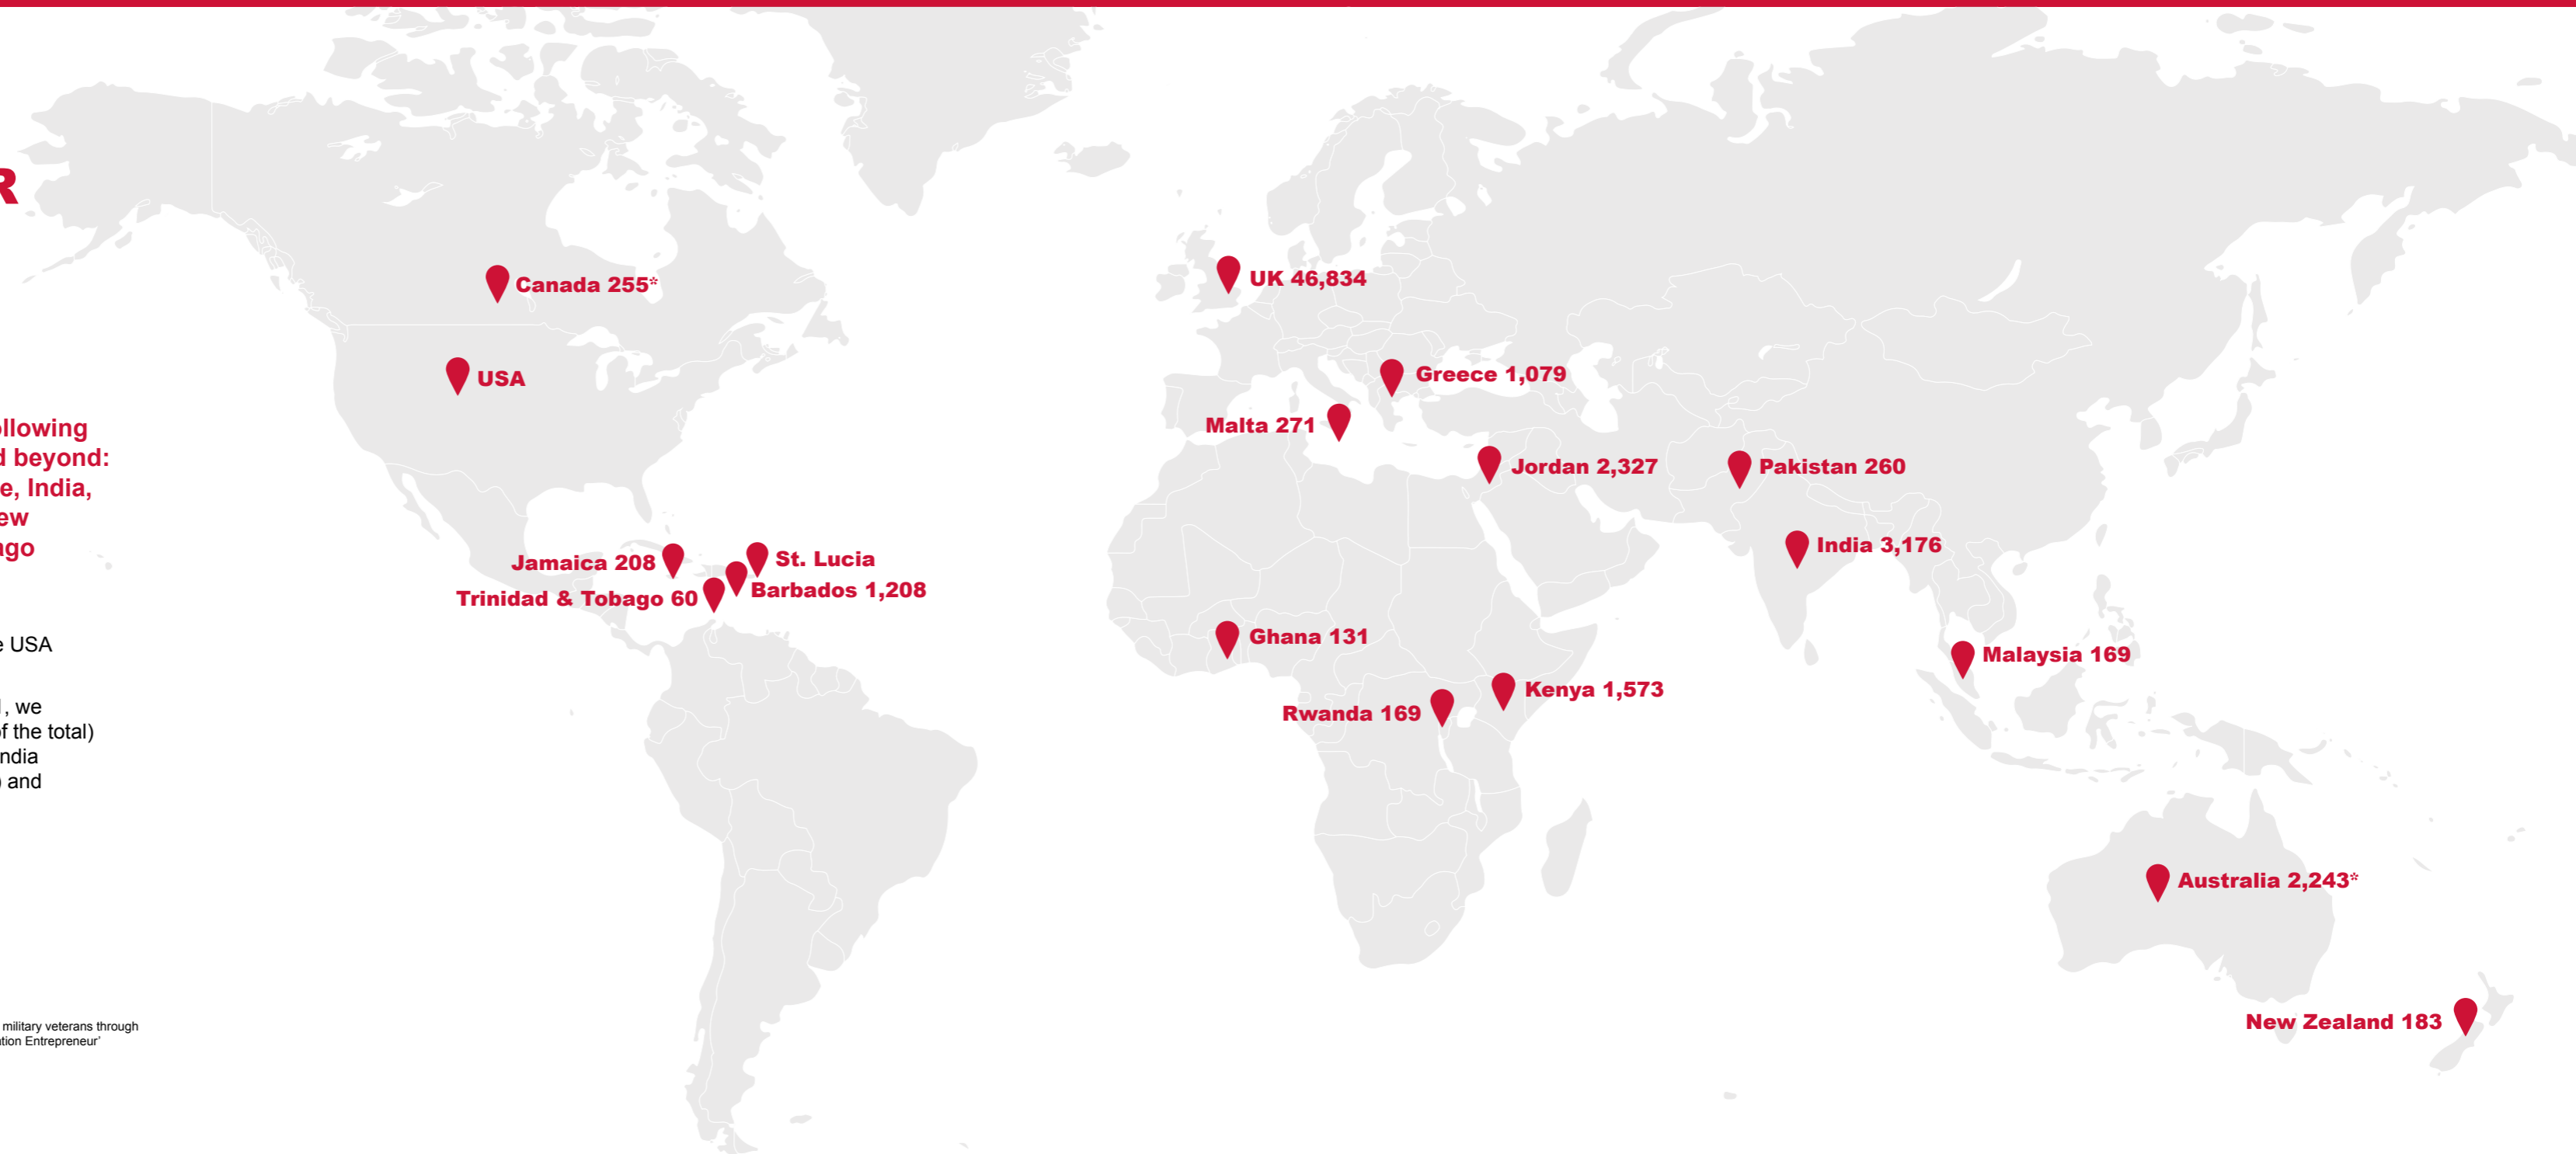 R
llowing
d beyond:
e, India,
ew
ago
e USA
, we
of the total)
ndia
) and
military veterans through
tion Entrepreneur’
Canada 255*
UK 46,834
USA
Greece 1,079
Malta 271
Jordan 2,327
Pakistan 260
India 3,176
Jamaica 208
St. Lucia
Barbados 1,208
Trinidad & Tobago 60
Ghana 131
Malaysia 169
Kenya 1,573
Rwanda 169
Australia 2,243*
New Zealand 183